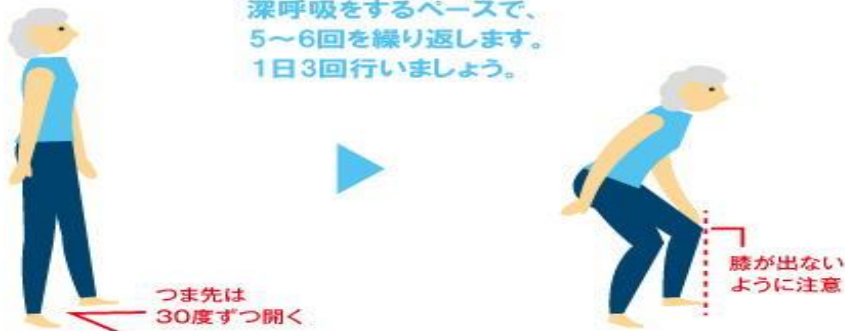 深呼吸をするペースで、
5～6回を繰り返します。
1日3回行いましょう。
つま先は
30度ずつ開く
膝が出ない
ように注意